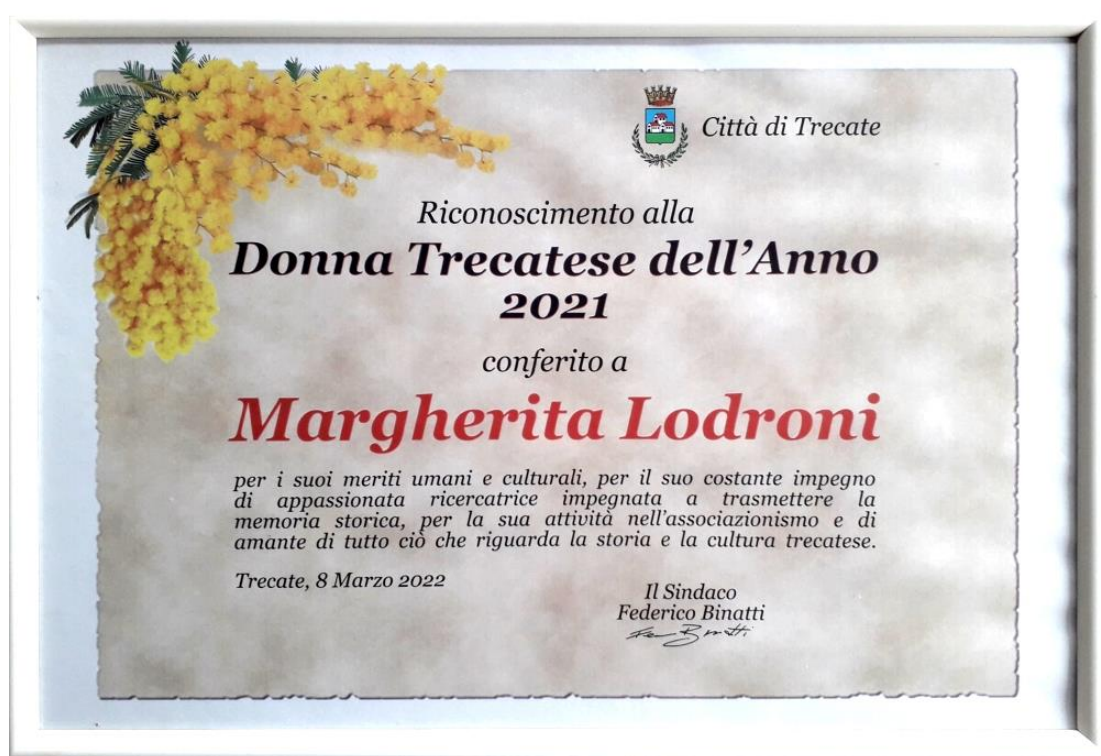 Città di Trecate
Riconoscimento alla
Donna Trecatese dell'Anno
2021
conferito a
Margherita Lodroni
per i suoi meriti umani e culturali, per il suo costante impegno
di appassionata ricercatrice impegnata a trasmettere la
memoria storica, per la sua attività nell'associazionismo e di
amante di tutto ciò che riguarda la storia e la cultura trecatese.
Trecate, 8 Marzo 2022
Il Sindaco
Federico Binatti